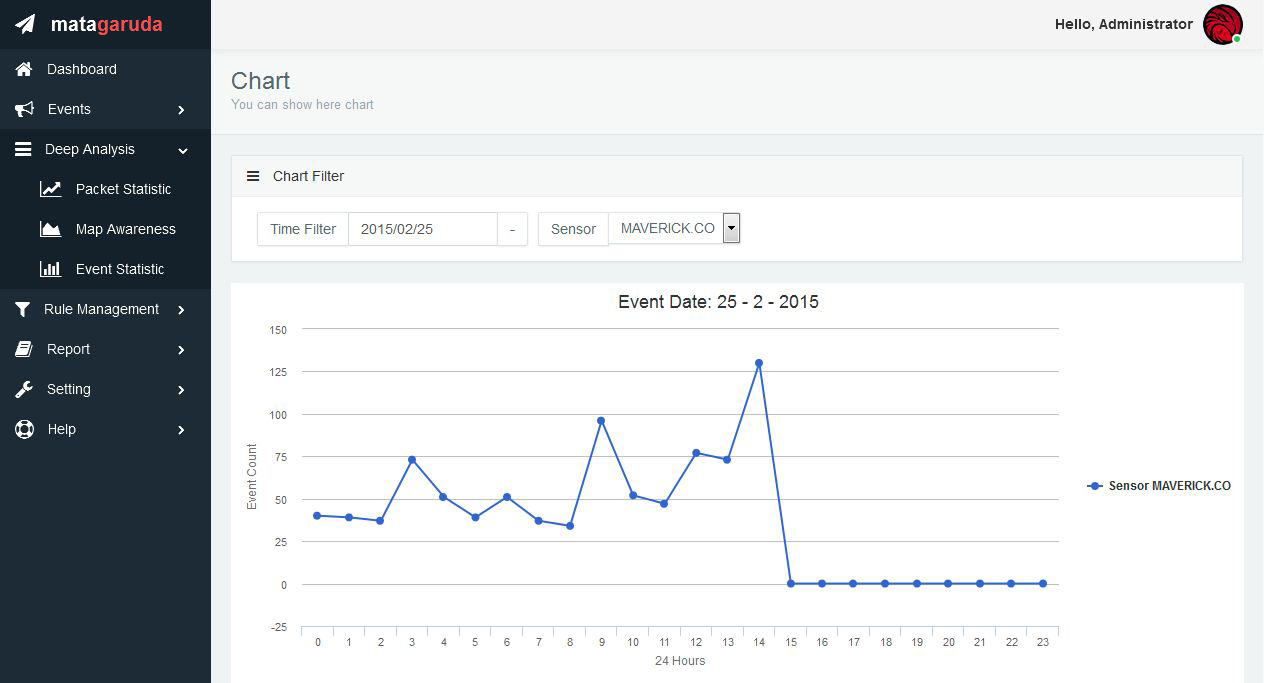 matagaruda
Hello, Administrator
Dashboard
Events
Deep Analysis
Packet Statistic
Map Awareness
Event Statistic
Rule Management
Report
Setting
Help
Chart
You can show here chart
Chart Filter
Time Filter 2015/02/25 - Sensor MAVERICK.CO
Event Date: 25 - 2 - 2015
Event Count
150
125
100
75
50
25
0
-25
0 1 2 3 4 5 6 7 8 9 10 11 12 13 14 15 16 17 18 19 20 21 22 23
24 Hours
Sensor MAVERICK.CO